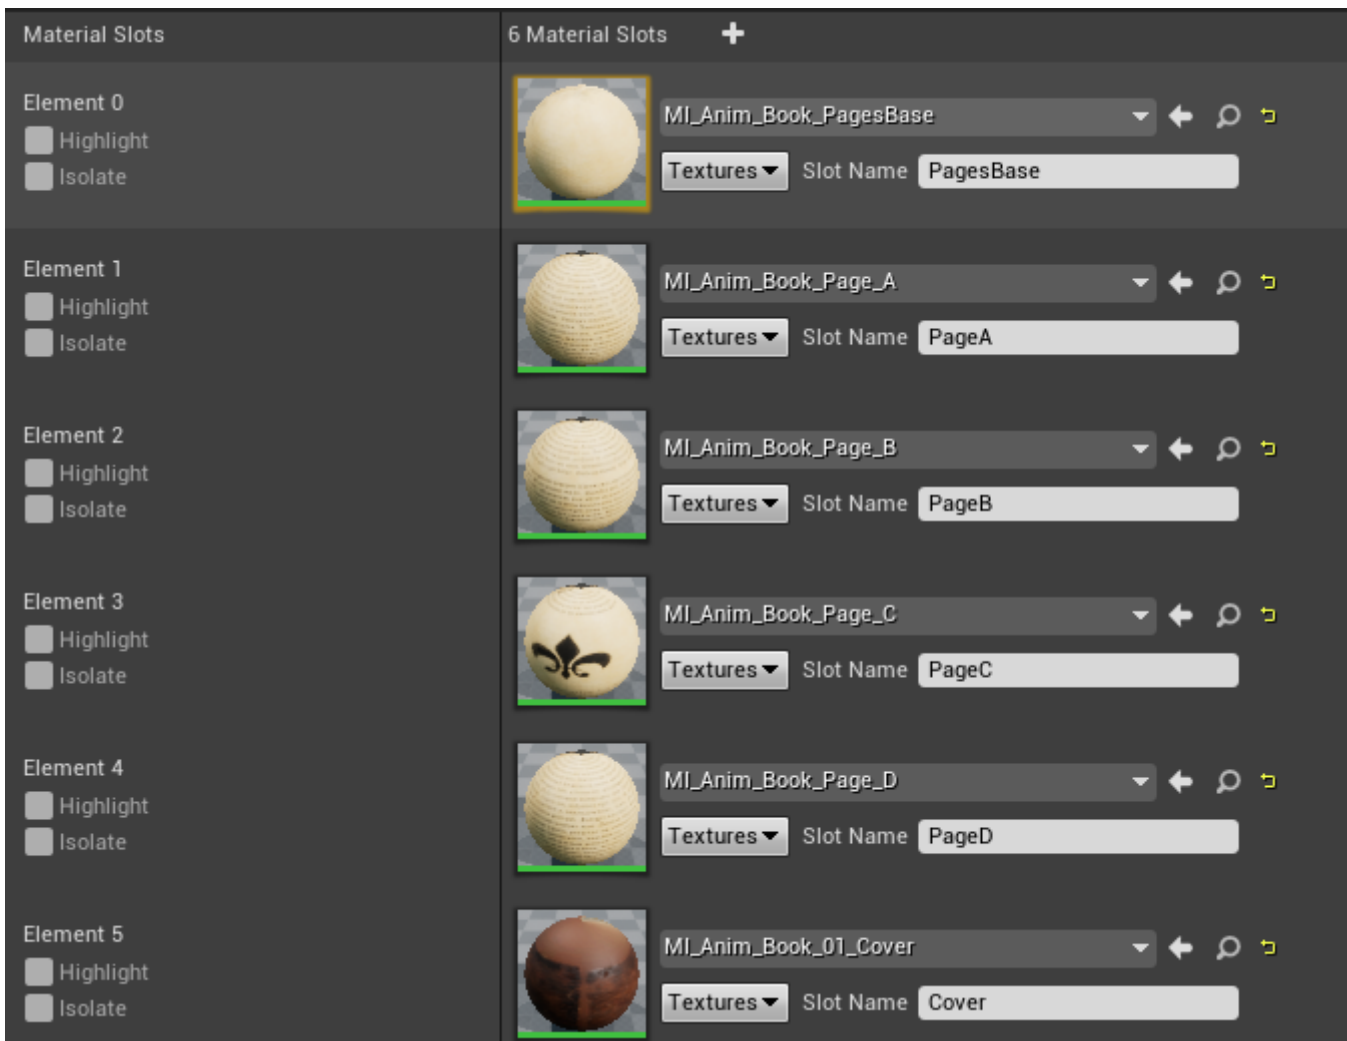 Material Slots
6 Material Slots
Element 0
Highlight
Isolate
MI_Anim_Book_PagesBase
Textures
Slot Name
PagesBase
Element 1
Highlight
Isolate
MI_Anim_Book_Page_A
Textures
Slot Name
PageA
Element 2
Highlight
Isolate
MI_Anim_Book_Page_B
Textures
Slot Name
PageB
Element 3
Highlight
Isolate
MI_Anim_Book_Page_C
Textures
Slot Name
PageC
Element 4
Highlight
Isolate
MI_Anim_Book_Page_D
Textures
Slot Name
PageD
Element 5
Highlight
Isolate
MI_Anim_Book_01_Cover
Textures
Slot Name
Cover